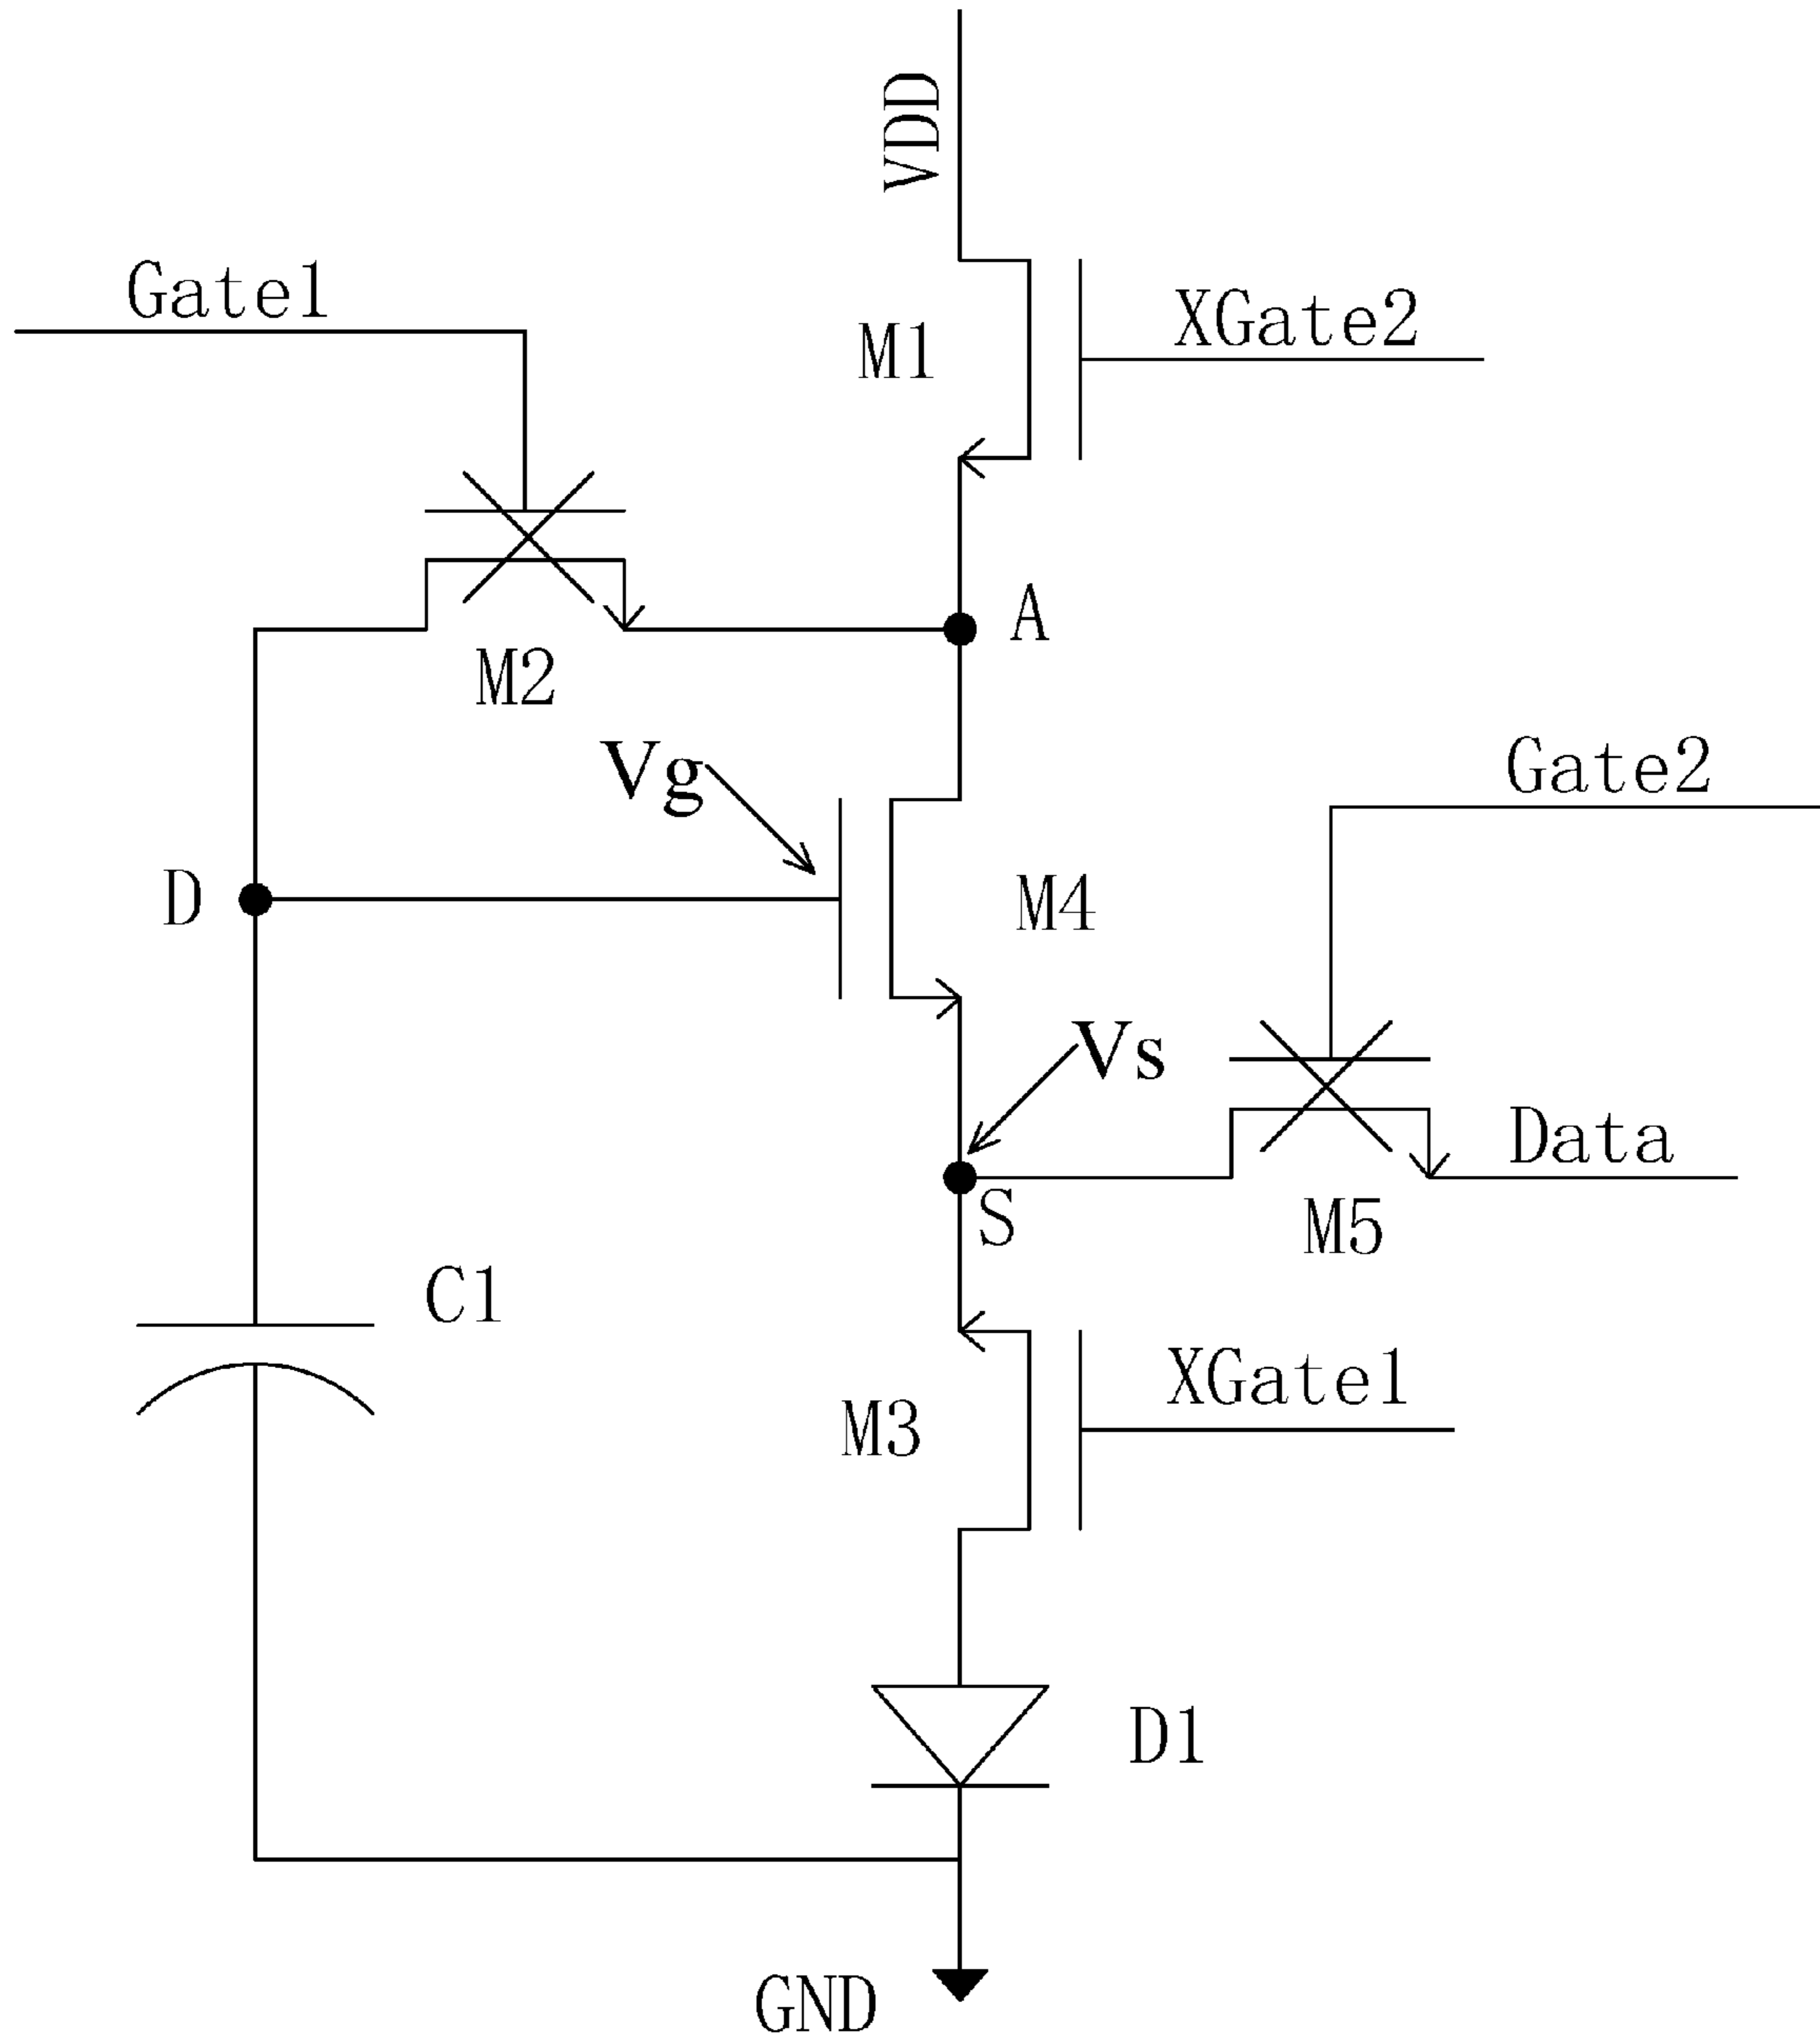 VDD
Gate1
XGate2
M1
A
M2
Vg
Gate2
D
M4
Vs
Data
S
M5
C1
XGate1
M3
D1
GND